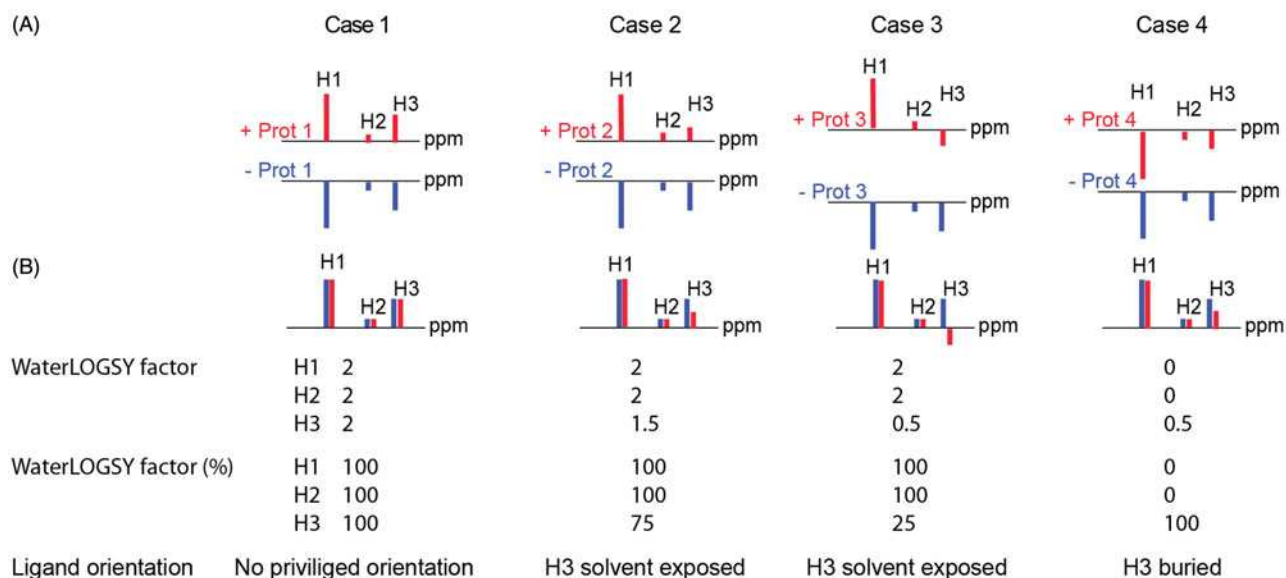 (A) Case 1 Case 2 Case 3 Case 4
H1 H2 H3 H1 H2 H3 H1 H2 H3 H1 H2 H3
+ Prot 1 ppm + Prot 2 ppm + Prot 3 ppm + Prot 4 ppm
- Prot 1 ppm - Prot 2 ppm - Prot 3 ppm - Prot 4 ppm
(B) H1 H2 H3 H1 H2 H3 H1 H2 H3 H1 H2 H3
ppm ppm ppm ppm
WaterLOGSY factor H1 2 2 2 0
H2 2 2 2 0
H3 2 1.5 0.5 0.5
WaterLOGSY factor (%) H1 100 100 100 0
H2 100 100 100 0
H3 100 75 25 100
Ligand orientation No priviliged orientation H3 solvent exposed H3 solvent exposed H3 buried